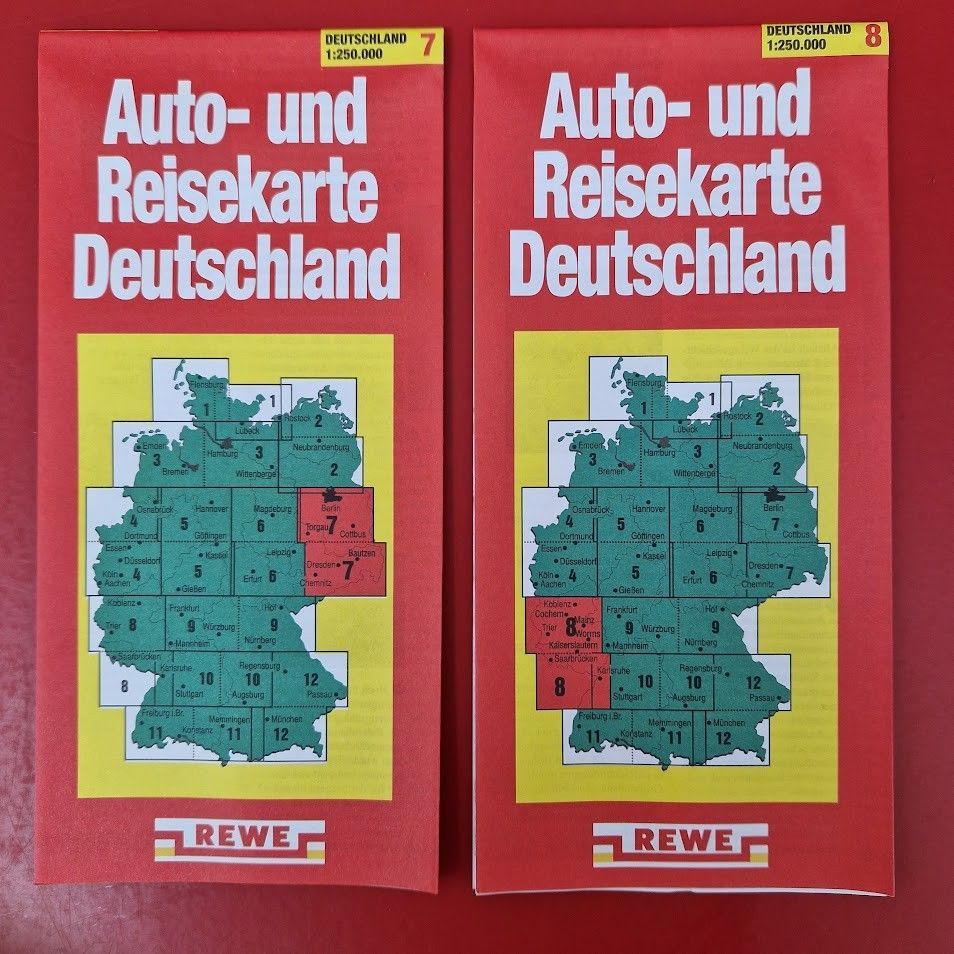 DEUTSCHLAND 7
1:250.000
Auto- und
Reisekarte
Deutschland
Flensburg
1
1
Rostock 2
Lübeck
Emden
Hamburg
3
Neubrandenburg
3
Bremen
Wittenberge
2
Osnabrück
Hannover
Magdeburg
Berlin
4
5
6
Torgau 7
Cottbus
Dortmund
Göttingen
Essen
Kassel
Leipzig
Bautzen
Düsseldorf
Dresden
Köln 4
5
Erfurt 6
Chemnitz 7
Aachen
Gießen
Koblenz
Frankfurt
Hof
Trier 8
9
Würzburg
9
Mannheim
Nürnberg
Saarbrücken
Karlsruhe
Regensburg
8
10
10
12
Stuttgart
Augsburg
Passau
Freiburg i.Br.
Memmingen
München
11
Konstanz
11
12
REWE
DEUTSCHLAND 8
1:250.000
Auto- und
Reisekarte
Deutschland
Flensburg
1
1
Rostock 2
Lübeck
Emden
Hamburg
3
Neubrandenburg
3
Bremen
Wittenberge
2
Osnabrück
Hannover
Magdeburg
Berlin
4
5
6
7
Cottbus
Dortmund
Göttingen
Essen
Kassel
Leipzig
Düsseldorf
Dresden
Köln 4
5
Erfurt 6
Chemnitz 7
Aachen
Gießen
Koblenz
Frankfurt
Hof
Cochem
Mainz
Trier 8
9
Würzburg
9
Worms
Kaiserslautern
Mannheim
Nürnberg
Saarbrücken
Karlsruhe
Regensburg
8
10
10
12
Stuttgart
Augsburg
Passau
Freiburg i.Br.
Memmingen
München
11
Konstanz
11
12
REWE